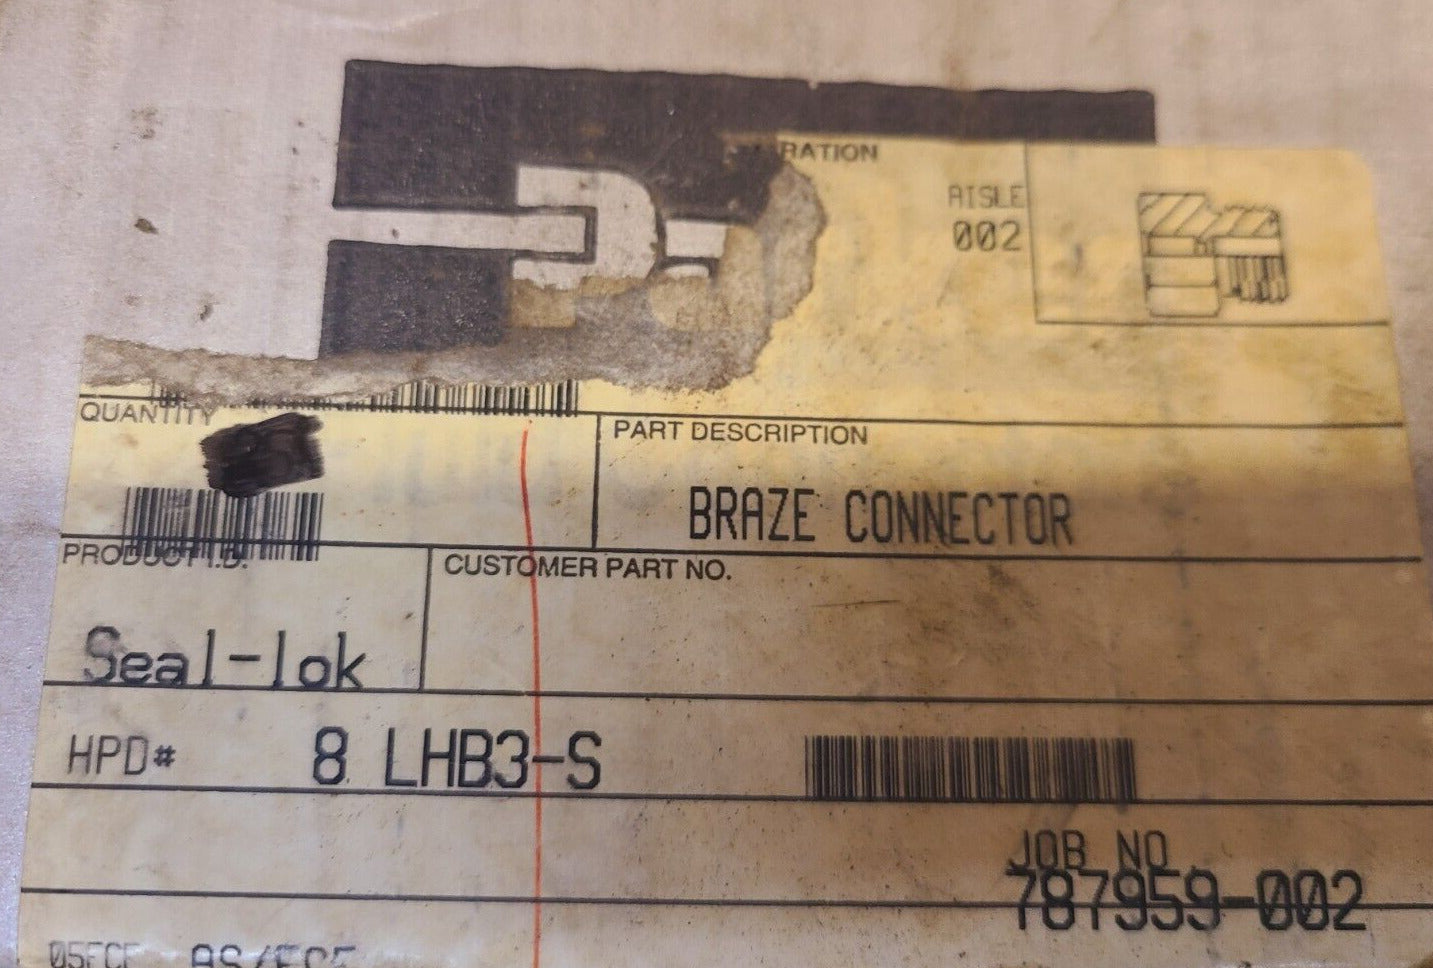 RATION
AISLE
002
QUANTITY
PART DESCRIPTION
BRAZE CONNECTOR
PRODUCT I.D.
CUSTOMER PART NO.
Seal-lok
HPD# 8 LHB3-S
JOB NO
787959-002